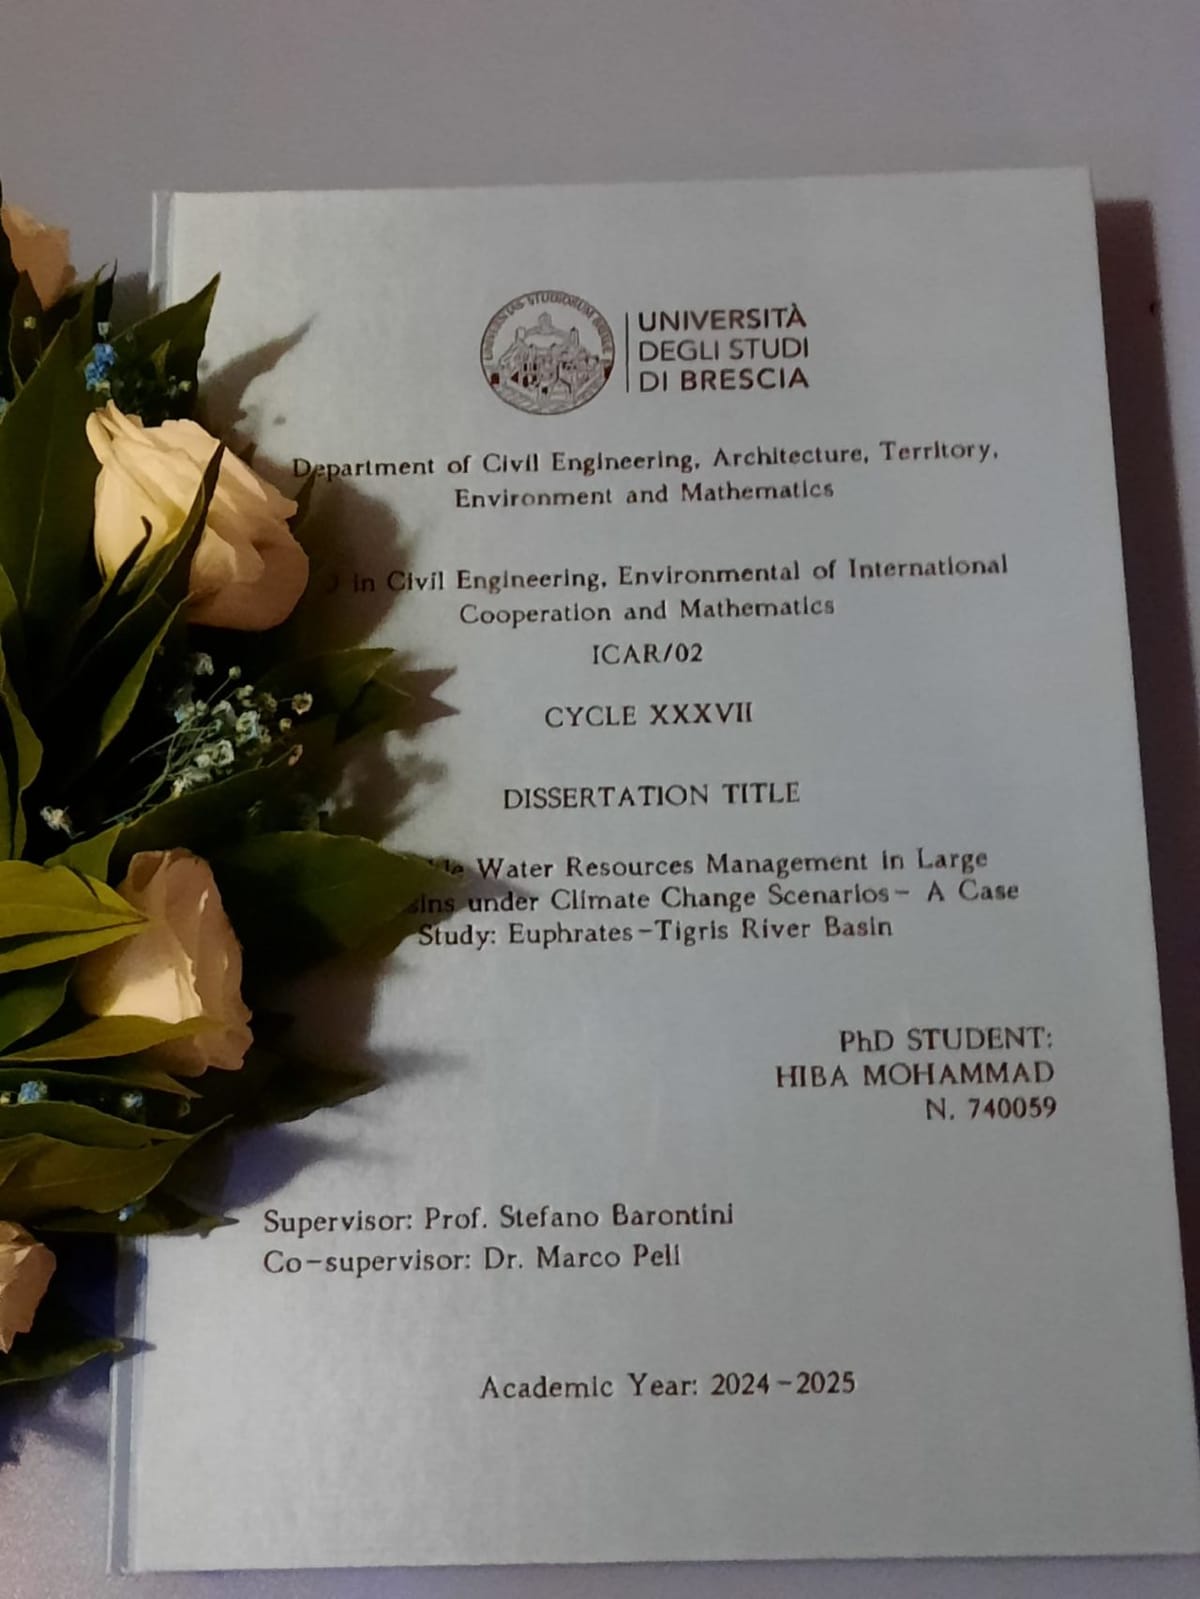 UNIVERSITÀ
DEGLI STUDI
DI BRESCIA
Department of Civil Engineering, Architecture, Territory,
Environment and Mathematics
in Civil Engineering, Environmental of International
Cooperation and Mathematics
ICAR/02
CYCLE XXXVII
DISSERTATION TITLE
Water Resources Management in Large
under Climate Change Scenarios- A Case
Study: Euphrates-Tigris River Basin
PhD STUDENT:
HIBA MOHAMMAD
N. 740059
Supervisor: Prof. Stefano Barontini
Co-supervisor: Dr. Marco Peli
Academic Year: 2024-2025